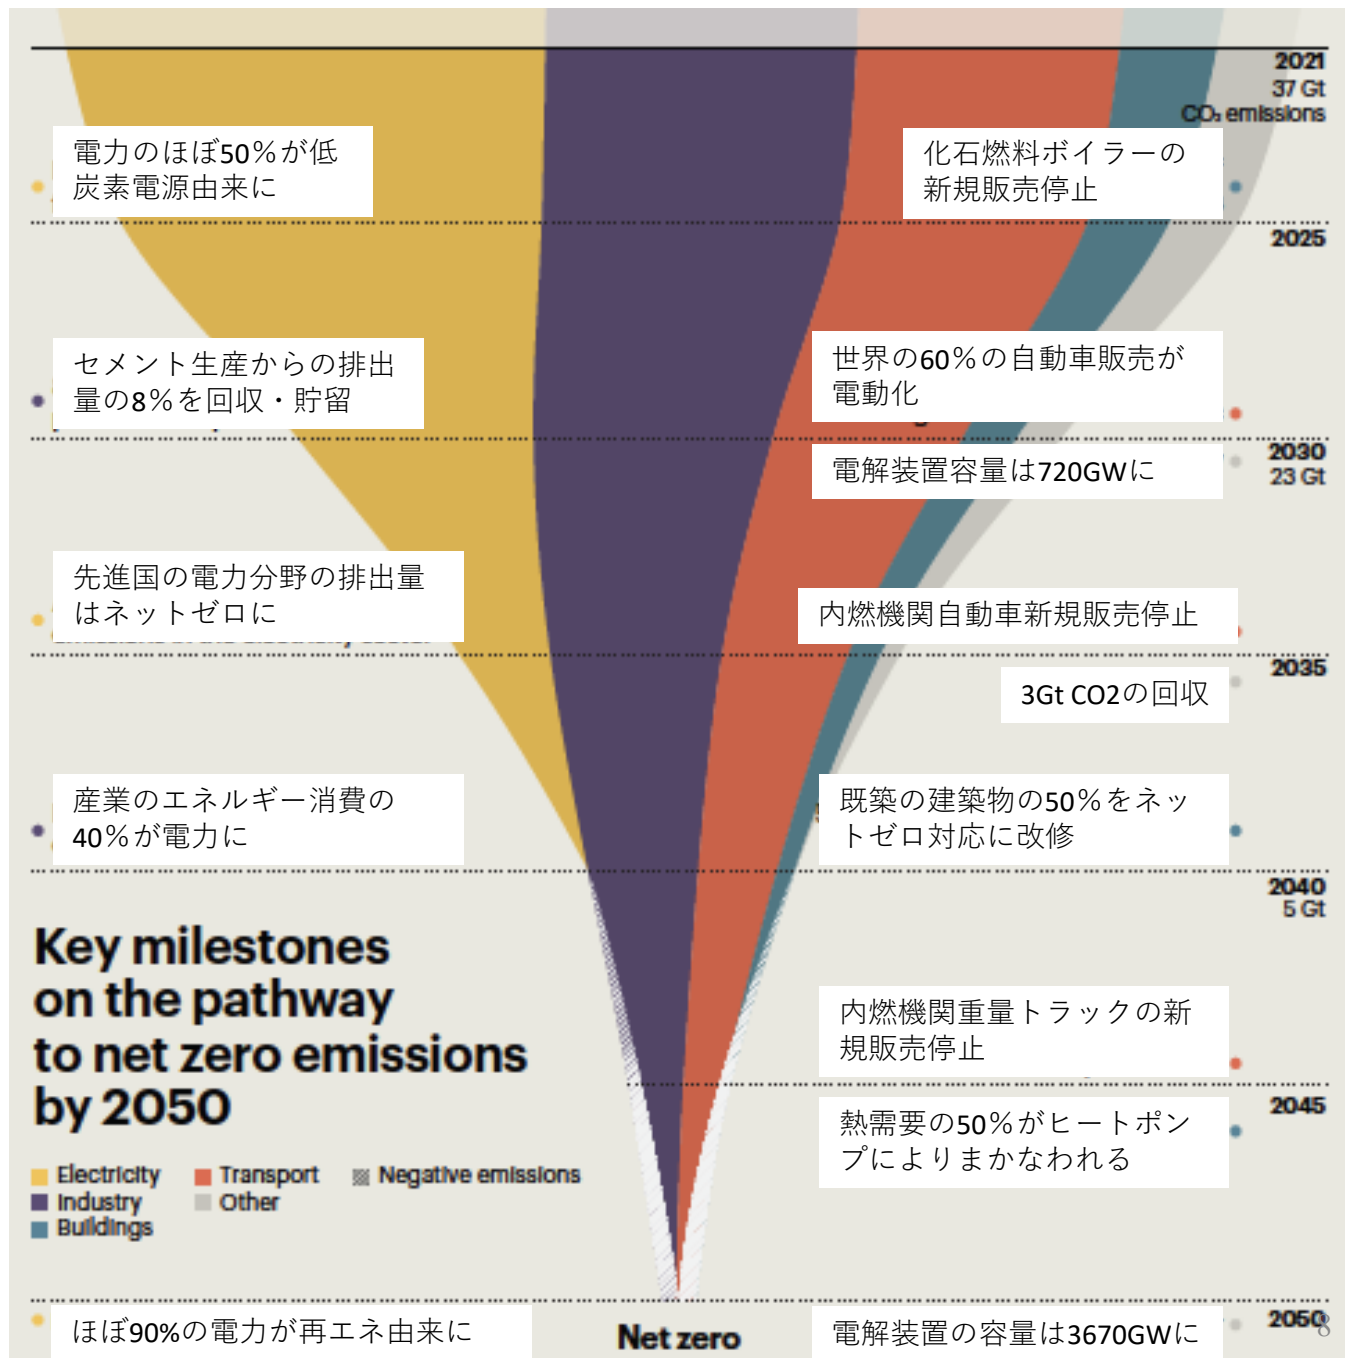 2021
37 Gt
CO₂ emissions
電力のほぼ50％が低
炭素電源由来に
化石燃料ボイラーの
新規販売停止
2025
セメント生産からの排出
量の8％を回収・貯留
世界の60％の自動車販売が
電動化
2030
23 Gt
電解装置容量は720GWに
先進国の電力分野の排出量
はネットゼロに
内燃機関自動車新規販売停止
2035
3Gt CO2の回収
産業のエネルギー消費の
40％が電力に
既築の建築物の50％をネッ
トゼロ対応に改修
2040
5 Gt
Key milestones
on the pathway
to net zero emissions
by 2050
内燃機関重量トラックの新
規販売停止
2045
熱需要の50％がヒートポン
プによりまかなわれる
Electricity
Transport
Negative emissions
Industry
Other
Buildings
ほぼ90%の電力が再エネ由来に
Net zero
電解装置の容量は3670GWに
2050
8